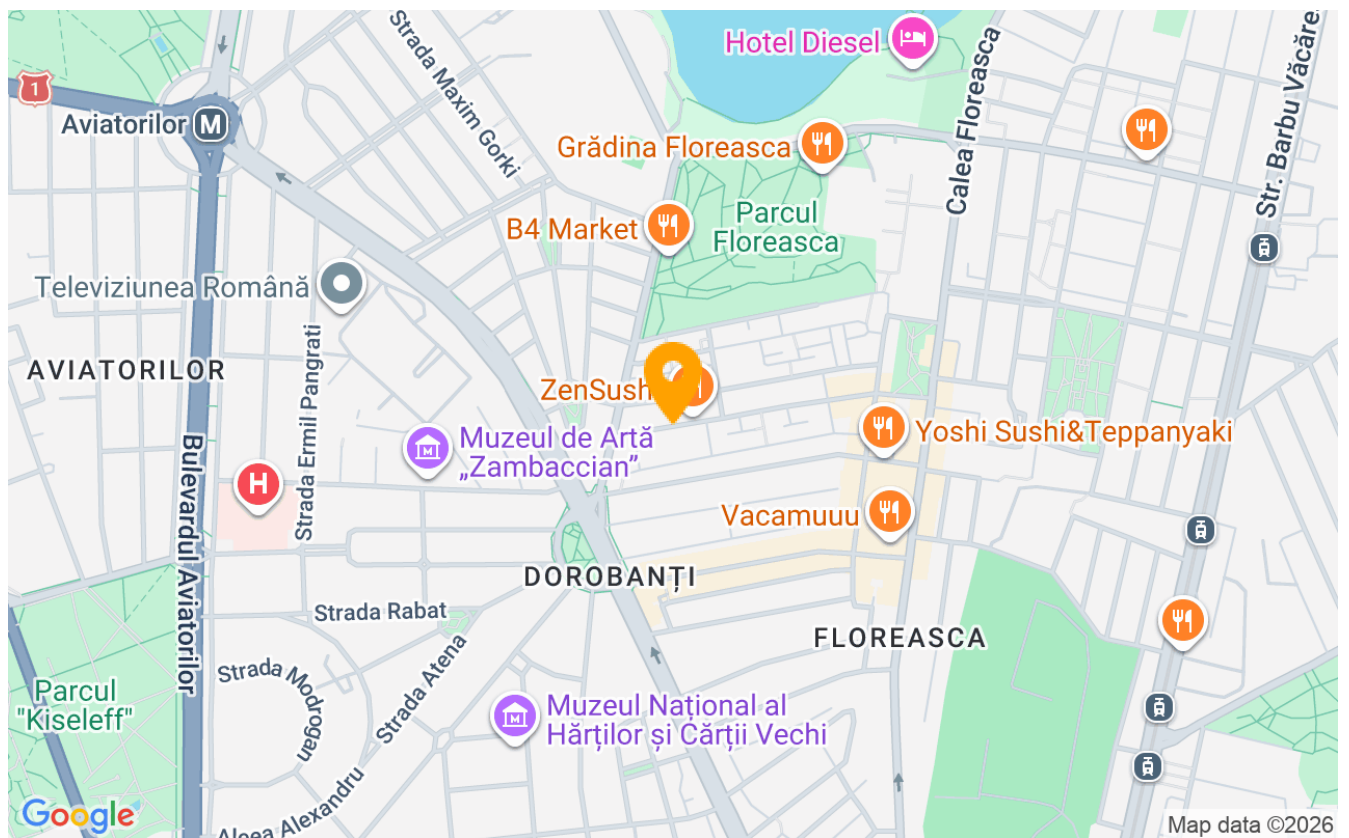 Strada Maxim Gorki
Hotel Diesel
Calea Floreasca
Str. Barbu Văcăre
1
Aviatorilor M
Grădina Floreasca
B4 Market
Parcul
Floreasca
Televiziunea Română
AVIATORILOR
Strada Ermil Pangrati
Bulevardul Aviatorilor
ZenSush
Muzeul de Artă
„Zambaccian”
H
Yoshi Sushi&Teppanyaki
Vacamuuu
DOROBANȚI
Strada Rabat
FLOREASCA
Strada Atena
Strada Modrogan
Parcul
"Kiseleff"
Muzeul Național al
Hărților și Cărții Vechi
Aleea Alexandru
Google
Map data ©2026